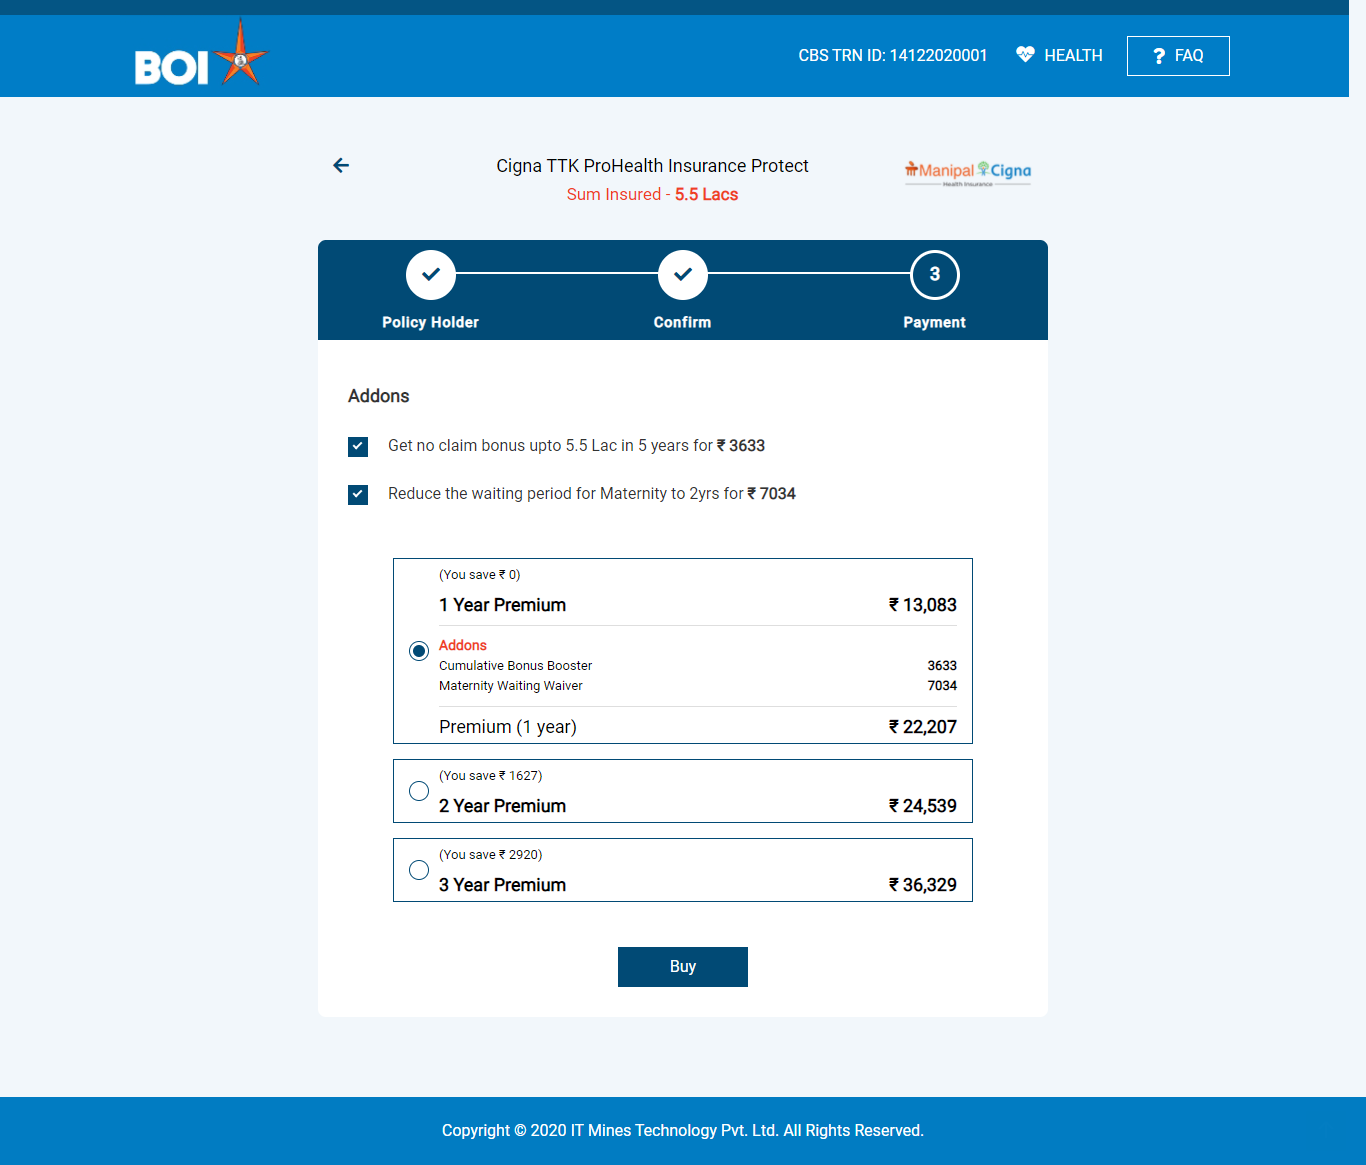 BOI
CBS TRN ID: 14122020001
HEALTH
? FAQ
Cigna TTK ProHealth Insurance Protect
Sum Insured - 5.5 Lacs
ManipalCigna
Health Insurance
3
Policy Holder
Confirm
Payment
Addons
Get no claim bonus upto 5.5 Lac in 5 years for ₹ 3633
Reduce the waiting period for Maternity to 2yrs for ₹ 7034
(You save ₹ 0)
1 Year Premium ₹ 13,083
Addons
Cumulative Bonus Booster 3633
Maternity Waiting Waiver 7034
Premium (1 year) ₹ 22,207
(You save ₹ 1627)
2 Year Premium ₹ 24,539
(You save ₹ 2920)
3 Year Premium ₹ 36,329
Buy
Copyright © 2020 IT Mines Technology Pvt. Ltd. All Rights Reserved.